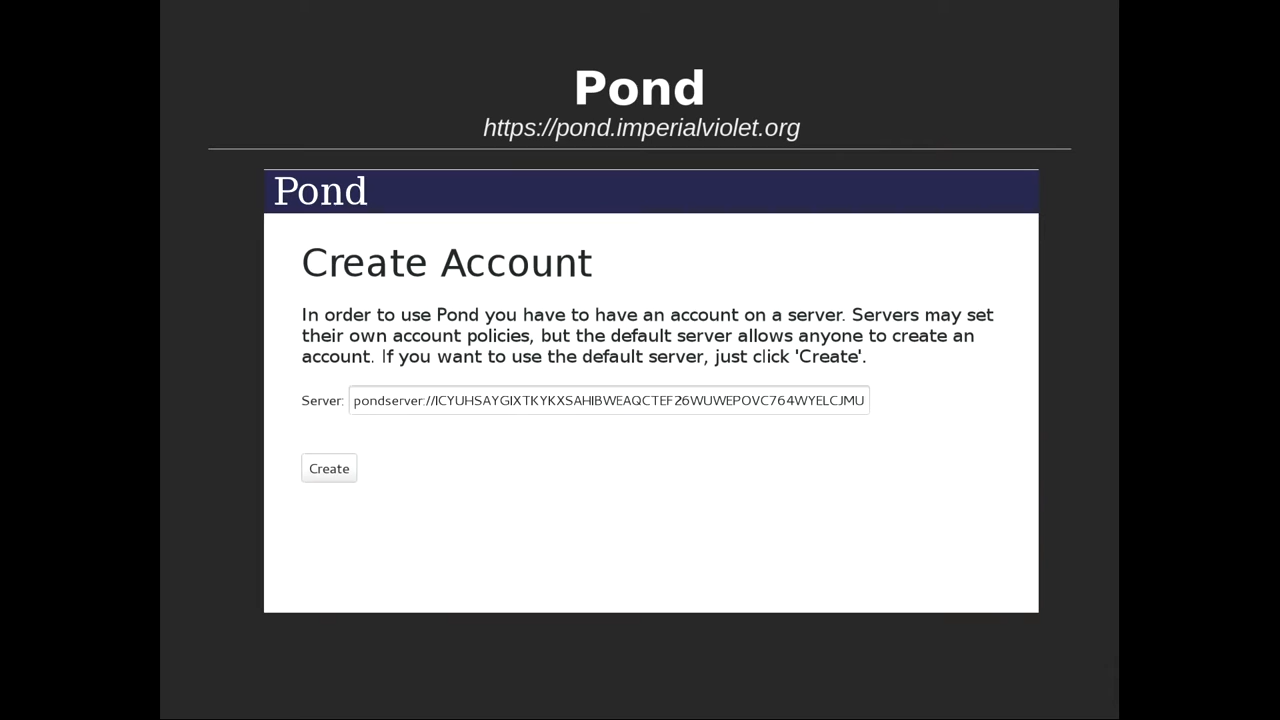 Pond
https://pond.imperialviolet.org
Pond
Create Account
In order to use Pond you have to have an account on a server. Servers may set
their own account policies, but the default server allows anyone to create an
account. If you want to use the default server, just click 'Create'.
Server: pondserver://ICYUHSAYGIXTKYKXSAHIBWEAQCTEF26WUWEPOVC764WYELCJMU
Create